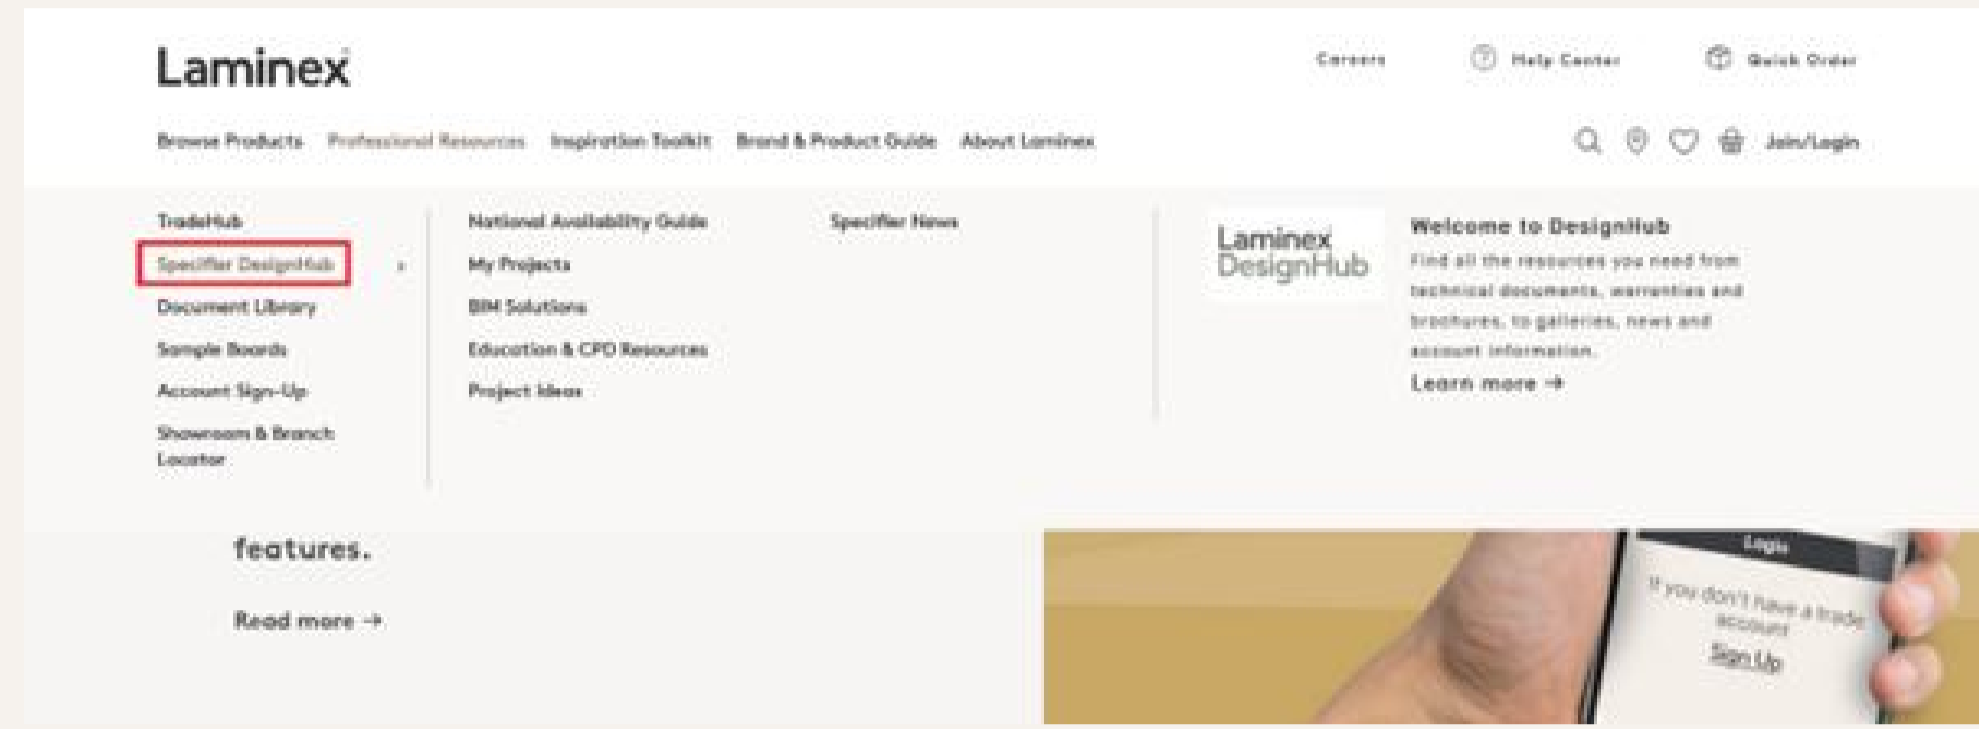 Laminex
Careers
Help Center
Quick Order
Browse Products
Professional Resources
Inspiration Toolkit
Brand & Product Guide
About Laminex
Join/Login
TradeHub
Specifier DesignHub
Document Library
Sample Boards
Account Sign-Up
Showroom & Branch
Locator
National Availability Guide
My Projects
BIM Solutions
Education & CPD Resources
Project Ideas
Specifier News
Laminex
DesignHub
Welcome to DesignHub
Find all the resources you need from
technical documents, warranties and
brochures, to galleries, news and
account information.
Learn more →
features.
Read more →
Login
If you don't have a trade
account
Sign Up